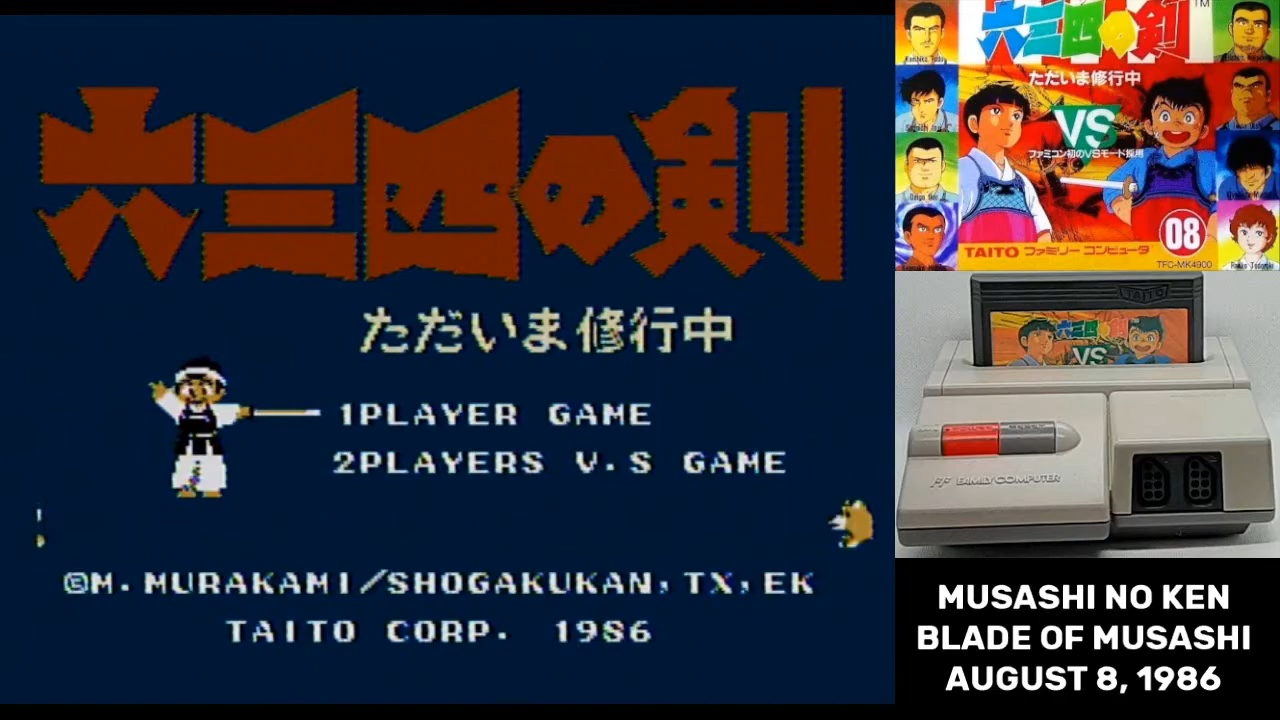 六三四の剣
ただいま修行中
1PLAYER GAME
2PLAYERS V.S GAME
©M.MURAKAMI/SHOGAKUKAN,TX,EK
TAITO CORP. 1986
六三四の剣
TM
ただいま修行中
VS
ファミコン初のVSモード採用
08
TAITO ファミリー コンピュータ
TFC-MK4900
TAITO
六三四の剣
VS
FF FAMILY COMPUTER
MUSASHI NO KEN
BLADE OF MUSASHI
AUGUST 8, 1986